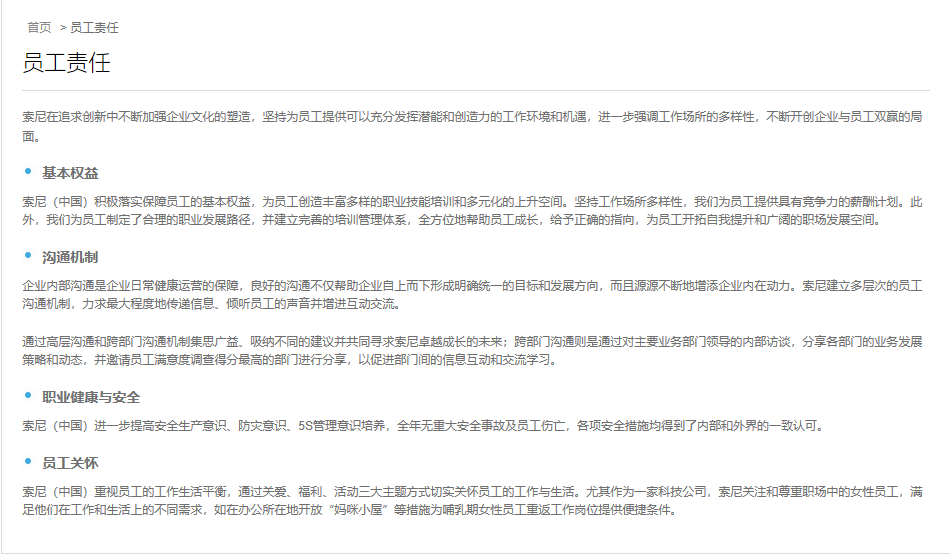 首页 > 员工责任
员工责任
索尼在追求创新中不断加强企业文化的塑造，坚持为员工提供可以充分发挥潜能和创造力的工作环境和机遇，进一步强调工作场所的多样性，不断开创企业与员工双赢的局
面。
基本权益
索尼（中国）积极落实保障员工的基本权益，为员工创造丰富多样的职业技能培训和多元化的上升空间。坚持工作场所多样性，我们为员工提供具有竞争力的薪酬计划。此
外，我们为员工制定了合理的职业发展路径，并建立完善的培训管理体系，全方位地帮助员工成长，给予正确的指向，为员工开拓自我提升和广阔的职场发展空间。
沟通机制
企业内部沟通是企业日常健康运营的保障，良好的沟通不仅帮助企业自上而下形成明确统一的目标和发展方向，而且源源不断地增添企业内在动力。索尼建立多层次的员工
沟通机制，力求最大程度地传递信息、倾听员工的声音并增进互动交流。
通过高层沟通和跨部门沟通机制集思广益、吸纳不同的建议并共同寻求索尼卓越成长的未来；跨部门沟通则是通过对主要业务部门领导的内部访谈，分享各部门的业务发展
策略和动态，并邀请员工满意度调查得分最高的部门进行分享，以促进部门间的信息互动和交流学习。
职业健康与安全
索尼（中国）进一步提高安全生产意识、防灾意识、5S管理意识培养，全年无重大安全事故及员工伤亡，各项安全措施均得到了内部和外界的一致认可。
员工关怀
索尼（中国）重视员工的工作生活平衡，通过关爱、福利、活动三大主题方式切实关怀员工的工作与生活。尤其作为一家科技公司，索尼关注和尊重职场中的女性员工，满
足他们在工作和生活上的不同需求，如在办公所在地开放“妈咪小屋”等措施为哺乳期女性员工重返工作岗位提供便捷条件。